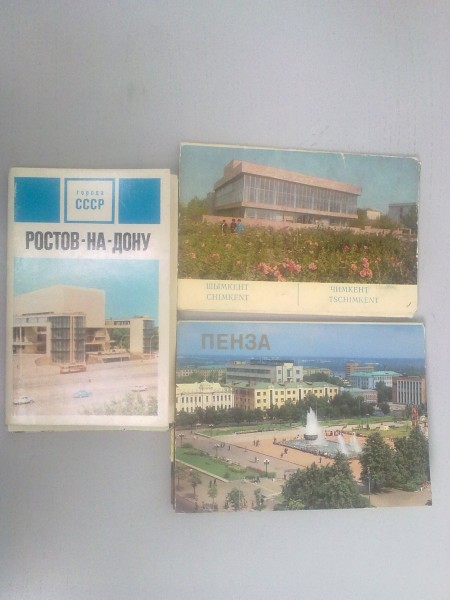 города
СССР
РОСТОВ-НА-ДОНУ
ШЫМКЕНТ
CHIMKENT
ЧИМКЕНТ
TSCHIMKENT
ПЕНЗА